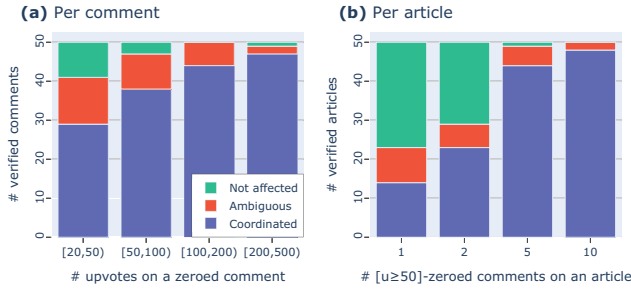 (a) Per comment
50
40
30
20
10
0
# verified comments
Not affected
Ambiguous
Coordinated
[20,50)
[50,100)
[100,200)
[200,500)
# upvotes on a zeroed comment
(b) Per article
50
40
30
20
10
0
# verified articles
1
2
5
10
# [u≥50]-zeroed comments on an article